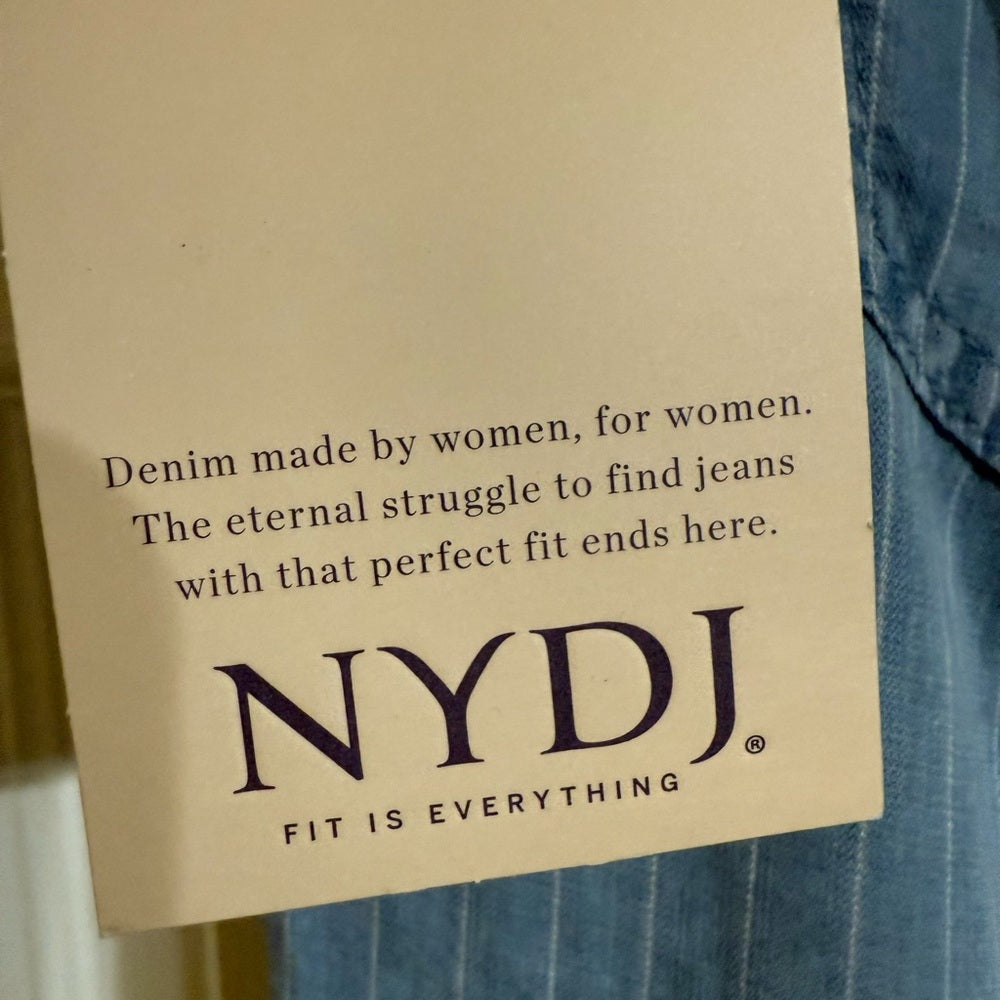 Denim made by women, for women.
The eternal struggle to find jeans
with that perfect fit ends here.
NYDJ®
FIT IS EVERYTHING